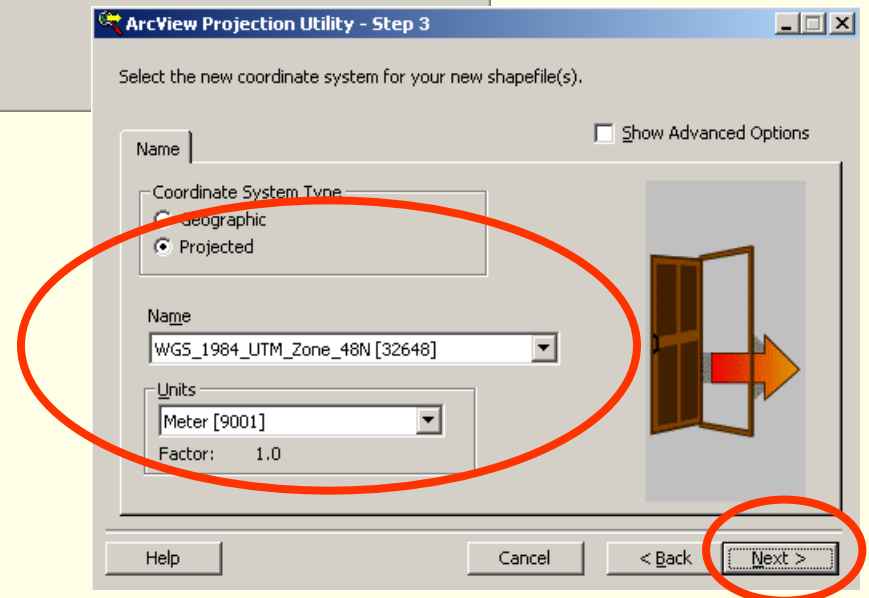 ArcView Projection Utility - Step 3
Select the new coordinate system for your new shapefile(s).
Show Advanced Options
Name
Coordinate System Type
Geographic
Projected
Name
WGS_1984_UTM_Zone_48N [32648]
Units
Meter [9001]
Factor: 1.0
Help Cancel < Back Next >